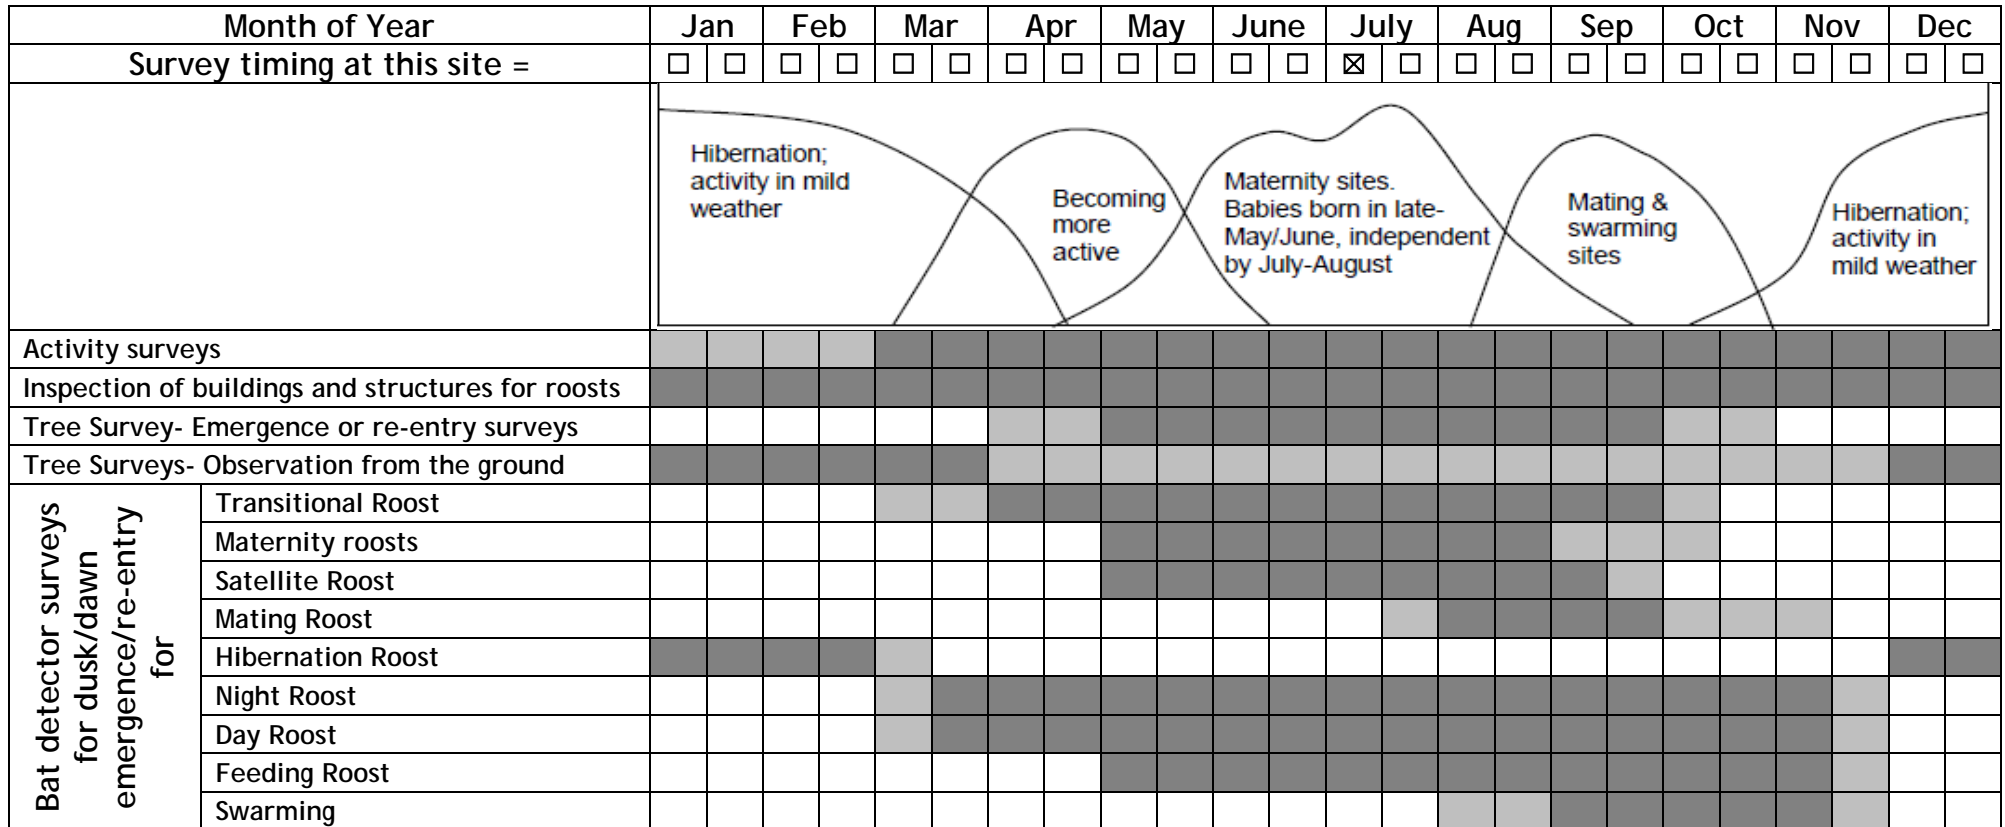 Month of Year Jan Feb Mar Apr May June July Aug Sep Oct Nov Dec
Survey timing at this site = ☐ ☐ ☐ ☐ ☐ ☐ ☐ ☐ ☐ ☐ ☐ ☐ ☒ ☐ ☐ ☐ ☐ ☐ ☐ ☐ ☐ ☐ ☐ ☐
Hibernation;
activity in mild
weather
Becoming
more
active
Maternity sites.
Babies born in late-
May/June, independent
by July-August
Mating &
swarming
sites
Hibernation;
activity in
mild weather
Activity surveys
Inspection of buildings and structures for roosts
Tree Survey- Emergence or re-entry surveys
Tree Surveys- Observation from the ground
Bat detector surveys
for dusk/dawn
emergence/re-entry
for
Transitional Roost
Maternity roosts
Satellite Roost
Mating Roost
Hibernation Roost
Night Roost
Day Roost
Feeding Roost
Swarming